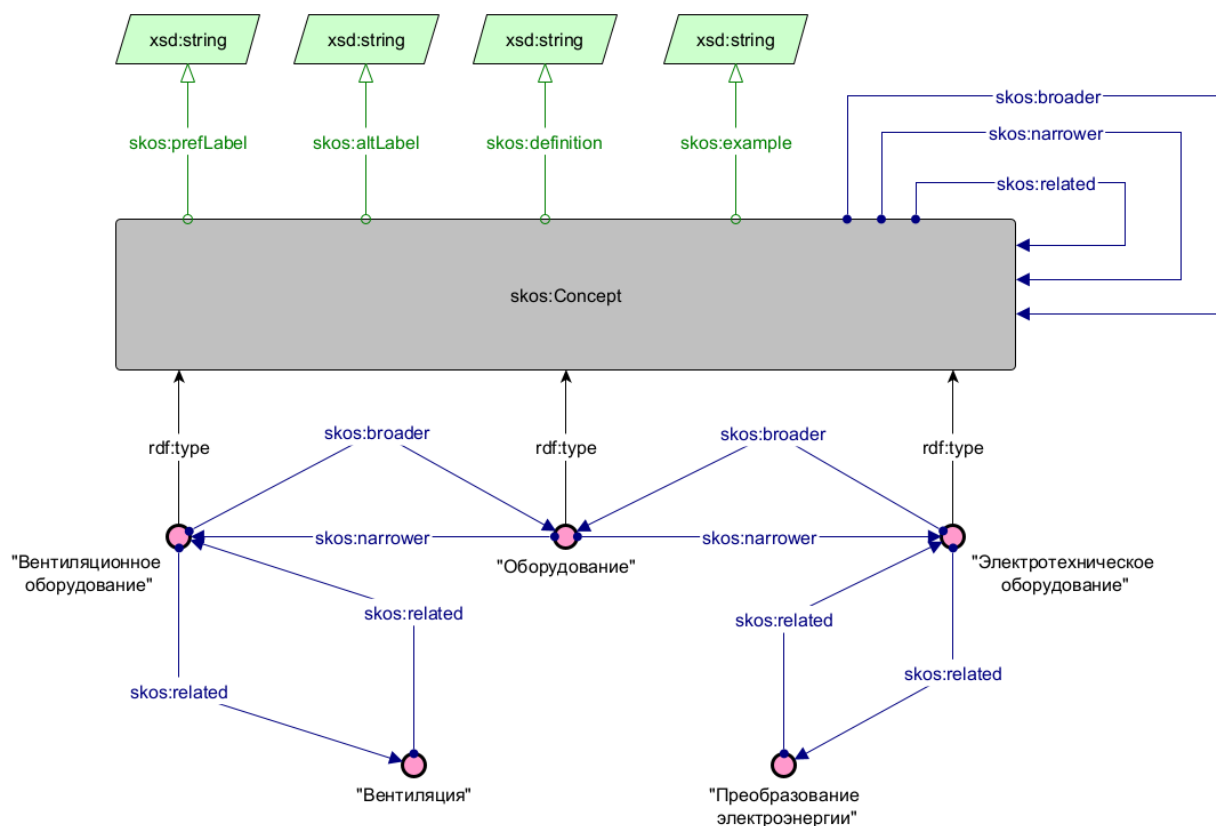 xsd:string
xsd:string
xsd:string
xsd:string
skos:broader
skos:narrower
skos:prefLabel
skos:altLabel
skos:definition
skos:example
skos:related
skos:Concept
skos:broader
skos:broader
rdf:type
rdf:type
rdf:type
skos:narrower
skos:narrower
"Вентиляционное
оборудование"
"Оборудование"
"Электротехническое
оборудование"
skos:related
skos:related
skos:related
skos:related
"Вентиляция"
"Преобразование
электроэнергии"